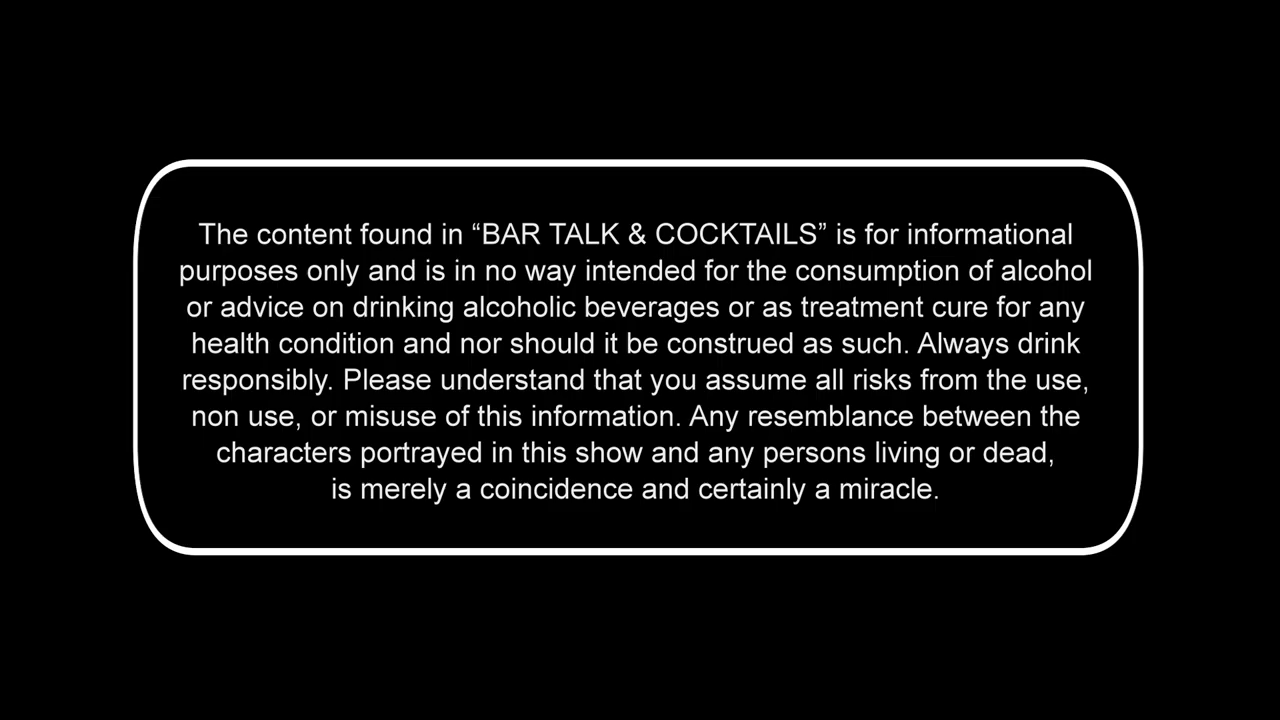 The content found in “BAR TALK & COCKTAILS” is for informational
purposes only and is in no way intended for the consumption of alcohol
or advice on drinking alcoholic beverages or as treatment cure for any
health condition and nor should it be construed as such. Always drink
responsibly. Please understand that you assume all risks from the use,
non use, or misuse of this information. Any resemblance between the
characters portrayed in this show and any persons living or dead,
is merely a coincidence and certainly a miracle.